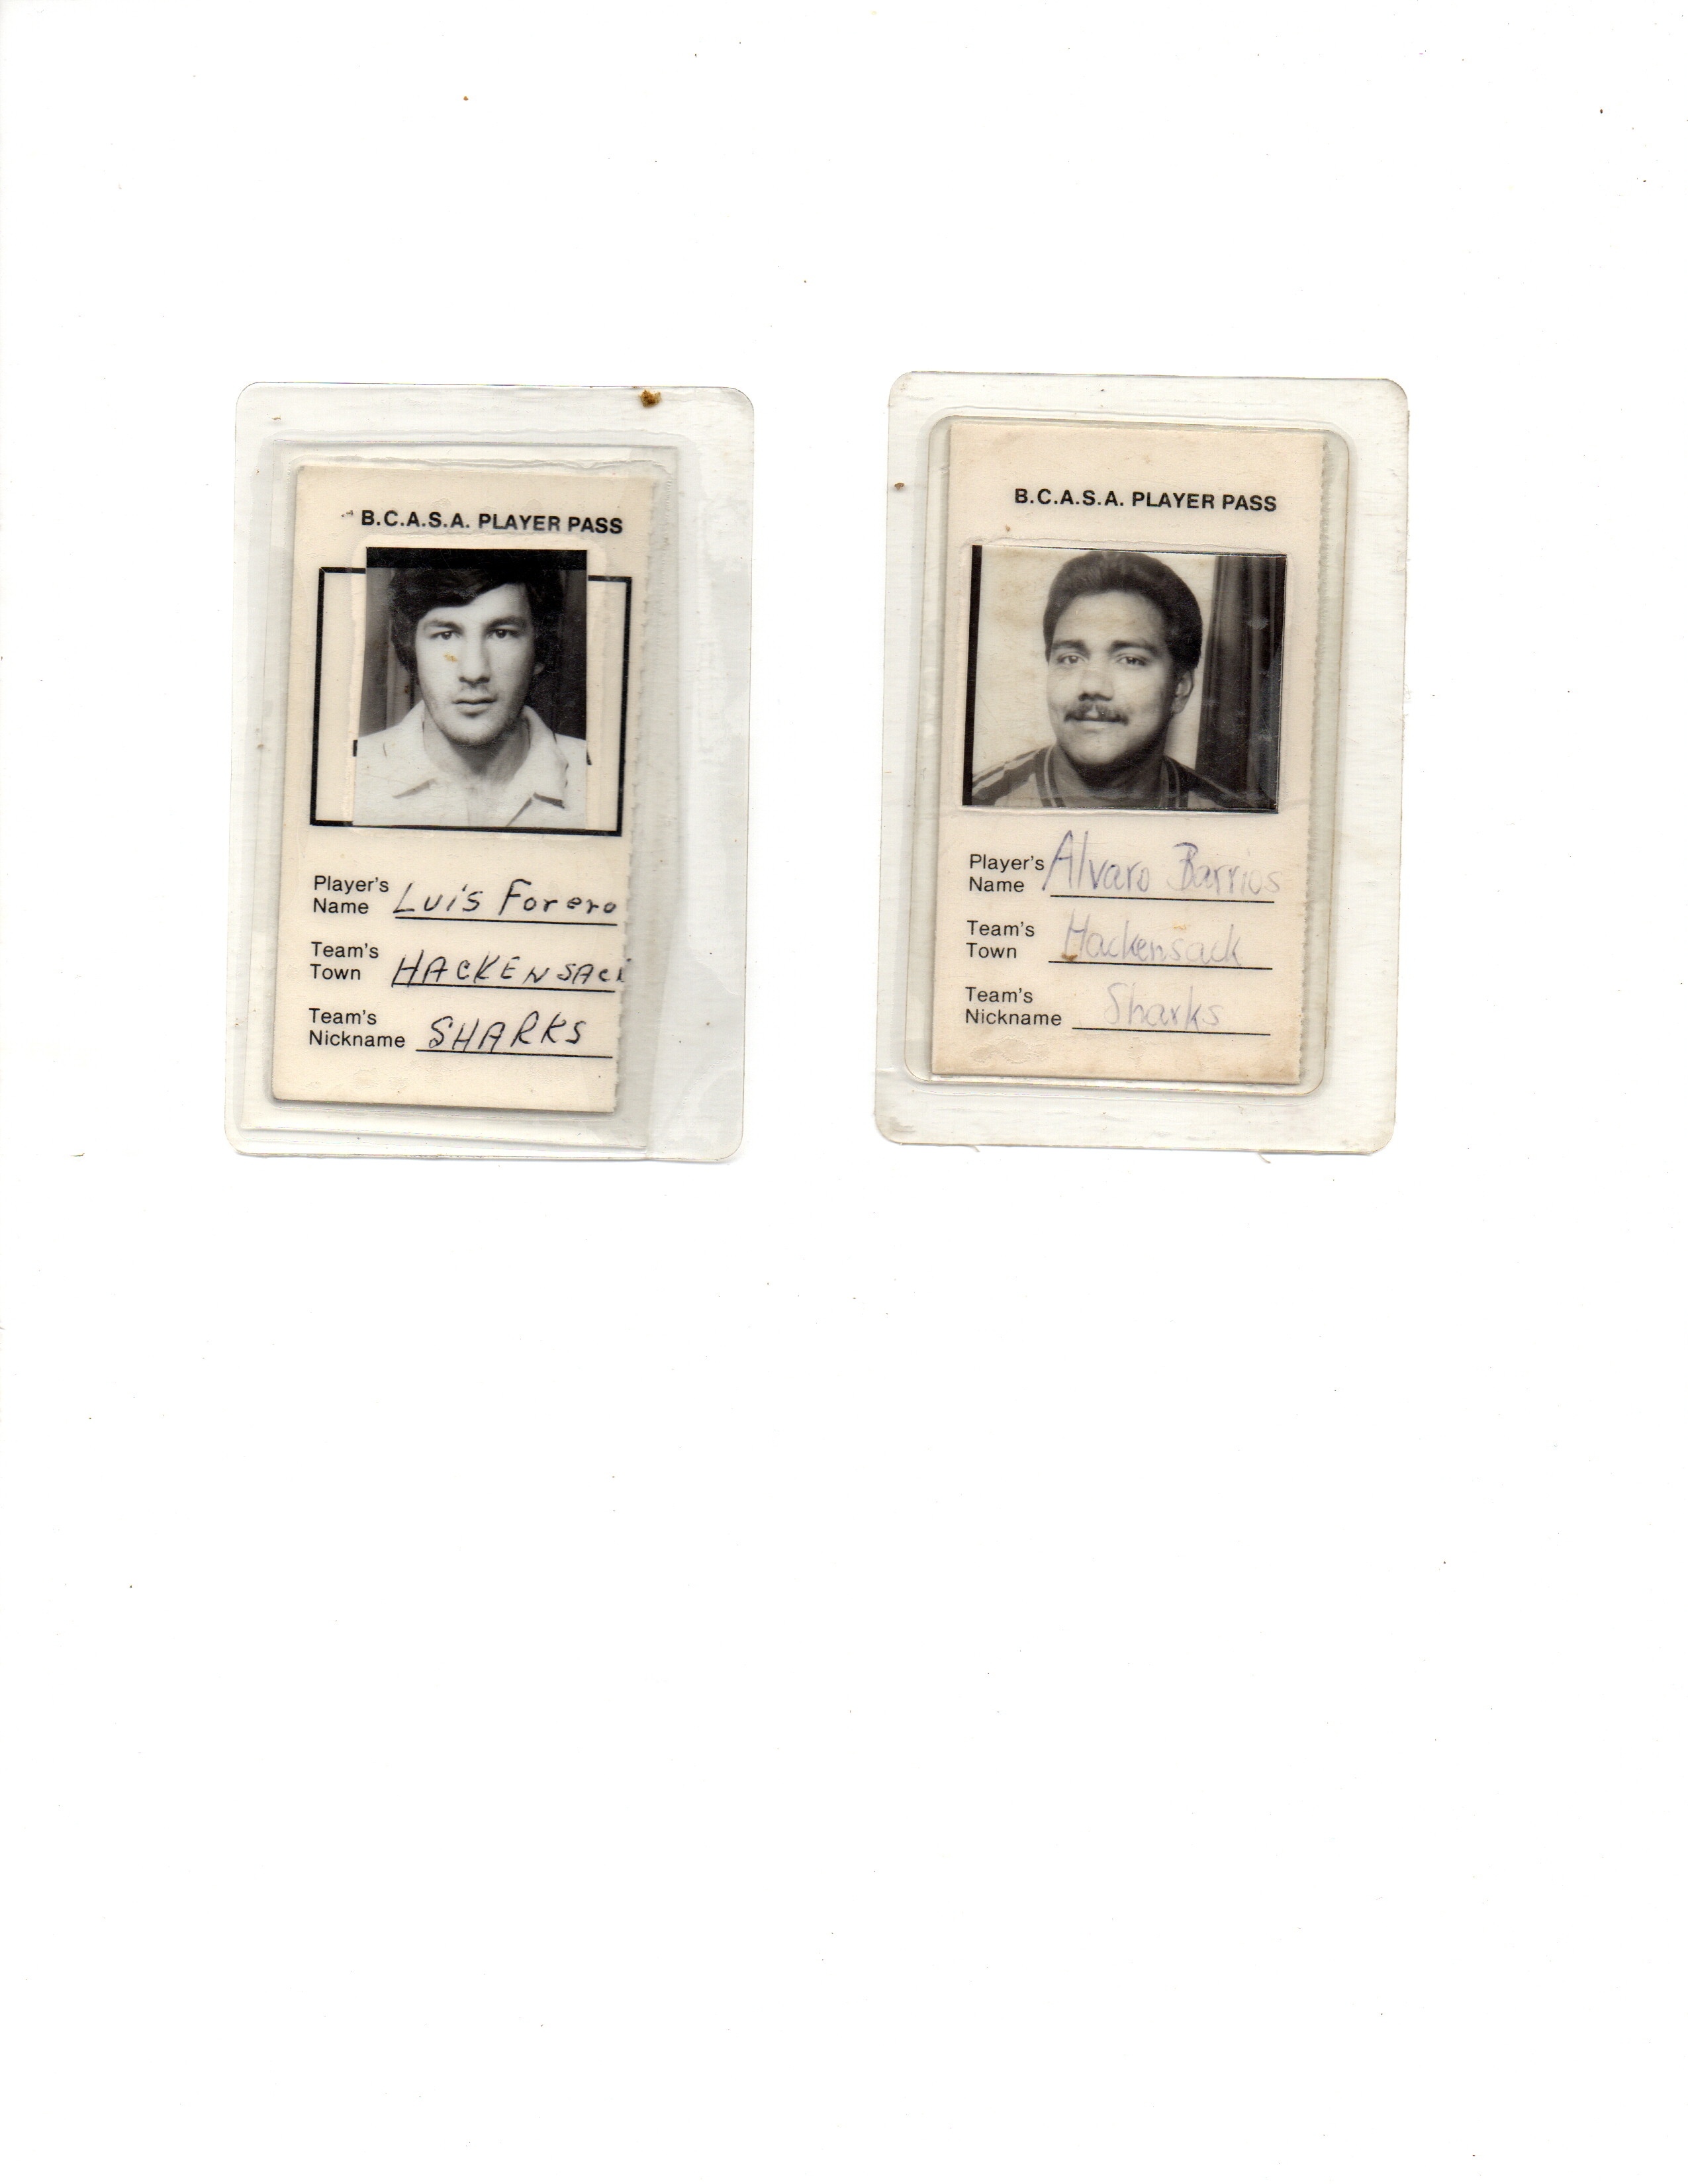 B.C.A.S.A. PLAYER PASS
Player's
Name Luis Forero
Team's
Town HACKENSACK
Team's
Nickname SHARKS
B.C.A.S.A. PLAYER PASS
Player's
Name Alvaro Barrios
Team's
Town Hackensack
Team's
Nickname Sharks